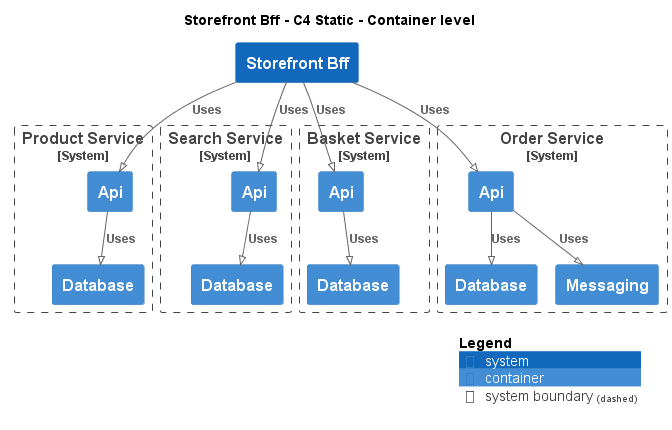 Storefront Bff - C4 Static - Container level
Storefront Bff
Uses
Uses
Uses
Uses
Product Service
[System]
Search Service
[System]
Basket Service
[System]
Order Service
[System]
Api
Api
Api
Api
Uses
Uses
Uses
Uses
Uses
Database
Database
Database
Database
Messaging
Legend
system
container
system boundary (dashed)